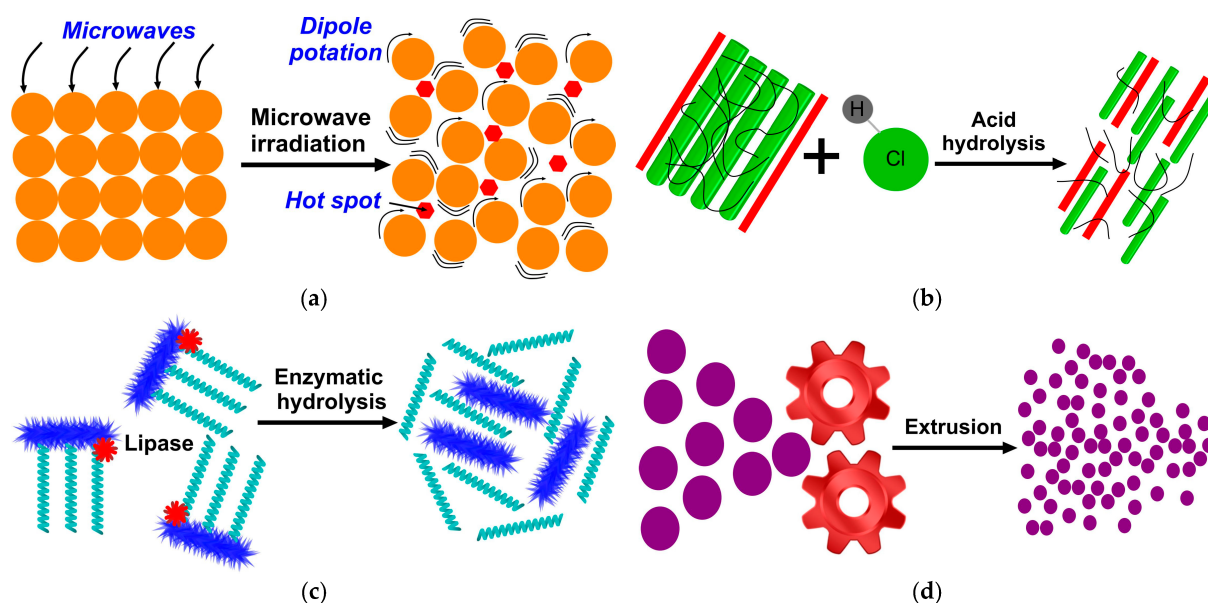 Microwaves
Dipole
potation
Microwave
irradiation
Hot spot
(a)
H
Cl
Acid
hydrolysis
(b)
Lipase
Enzymatic
hydrolysis
(c)
Extrusion
(d)